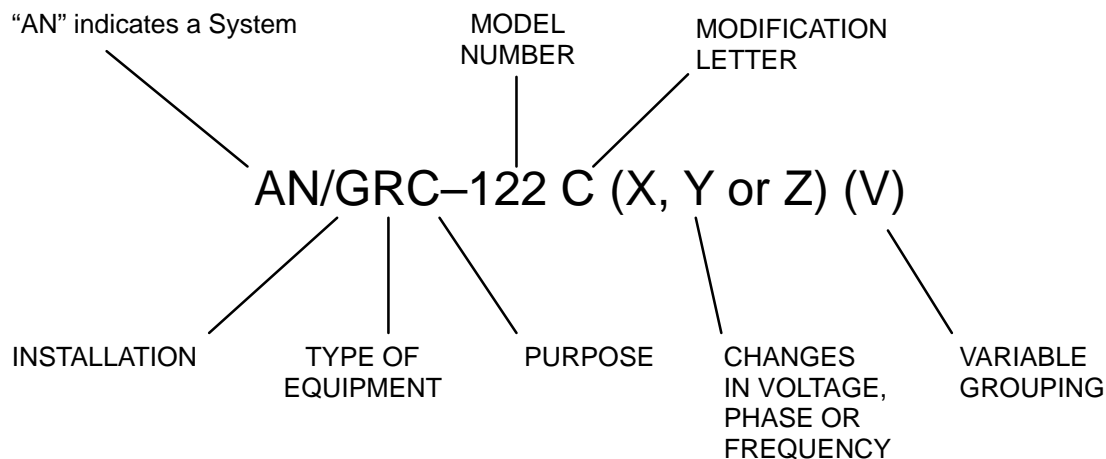 “AN” indicates a System
MODEL
NUMBER
MODIFICATION
LETTER
AN/GRC–122 C (X, Y or Z) (V)
INSTALLATION
TYPE OF
EQUIPMENT
PURPOSE
CHANGES
IN VOLTAGE,
PHASE OR
FREQUENCY
VARIABLE
GROUPING